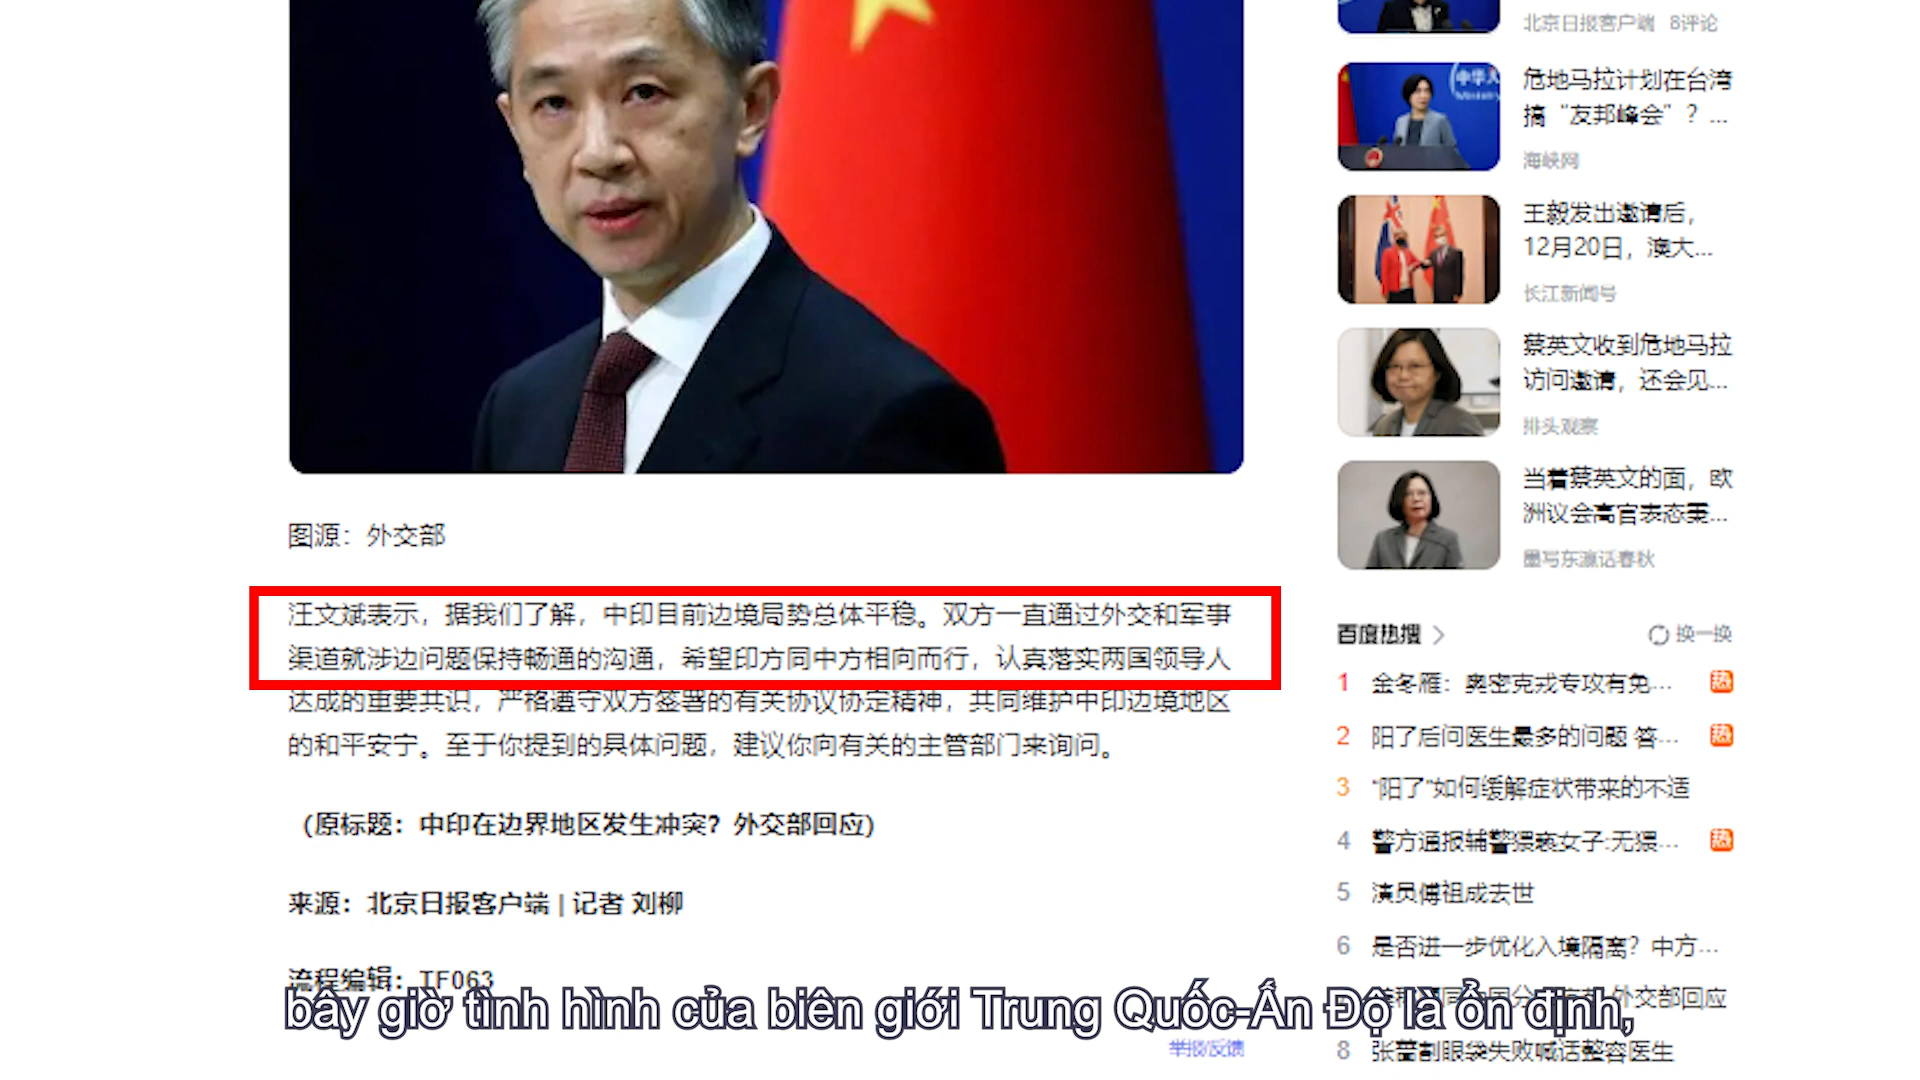 图源：外交部
汪文斌表示，据我们了解，中印目前边境局势总体平稳。双方一直通过外交和军事
渠道就涉边问题保持畅通的沟通，希望印方同中方相向而行，认真落实两国领导人
达成的重要共识，严格遵守双方签署的有关协议协定精神，共同维护中印边境地区
的和平安宁。至于你提到的具体问题，建议你向有关的主管部门来询问。
（原标题：中印在边界地区发生冲突？外交部回应）
来源：北京日报客户端 | 记者 刘柳
流程编辑：TF063
bây giờ tình hình của biên giới Trung Quốc-Ấn Độ là ổn định,
举报/反馈
北京日报客户端 8评论
危地马拉计划在台湾
搞“友邦峰会”？...
海峡网
王毅发出邀请后，
12月20日，澳大...
长江新闻号
蔡英文收到危地马拉
访问邀请，还会见...
排头观察
当着蔡英文的面，欧
洲议会高官表态要...
墨写东瀛话春秋
百度热搜 >
换一换
1 金冬雁：奥密克戎专攻有免... 热
2 阳了后问医生最多的问题 答... 热
3 “阳了”如何缓解症状带来的不适
4 警方通报辅警猥亵女子:无猥... 热
5 演员傅祖成去世
6 是否进一步优化入境隔离？中方...
外交部回应
8 张蔷割眼袋失败喊话整容医生